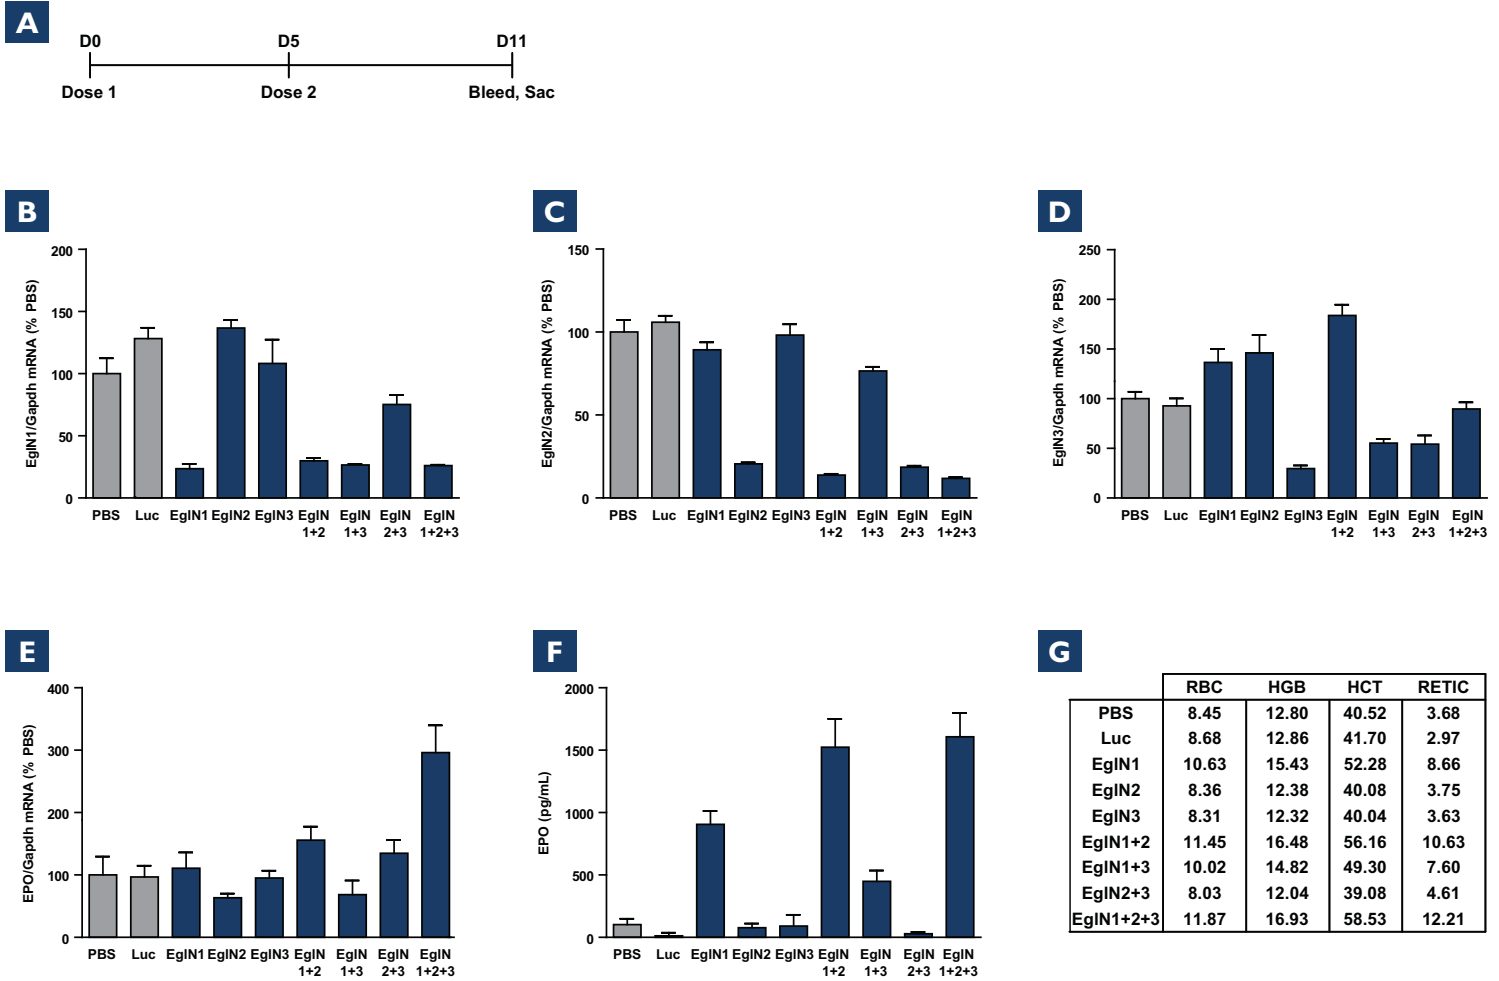 A
D0 D5 D11
Dose 1 Dose 2 Bleed, Sac
B
EglN1/Gapdh mRNA (% PBS)
200
150
100
50
0
PBS Luc EglN1 EglN2 EglN3 EglN EglN EglN EglN
1+2 1+3 2+3 1+2+3
C
EglN2/Gapdh mRNA (% PBS)
150
100
50
0
PBS Luc EglN1 EglN2 EglN3 EglN EglN EglN EglN
1+2 1+3 2+3 1+2+3
D
EglN3/Gapdh mRNA (% PBS)
250
200
150
100
50
0
PBS Luc EglN1 EglN2 EglN3 EglN EglN EglN EglN
1+2 1+3 2+3 1+2+3
E
EPO/Gapdh mRNA (% PBS)
400
300
200
100
0
PBS Luc EglN1 EglN2 EglN3 EglN EglN EglN EglN
1+2 1+3 2+3 1+2+3
F
EPO (pg/mL)
2000
1500
1000
500
0
PBS Luc EglN1 EglN2 EglN3 EglN EglN EglN EglN
1+2 1+3 2+3 1+2+3
G
RBC HGB HCT RETIC
PBS 8.45 12.80 40.52 3.68
Luc 8.68 12.86 41.70 2.97
EglN1 10.63 15.43 52.28 8.66
EglN2 8.36 12.38 40.08 3.75
EglN3 8.31 12.32 40.04 3.63
EglN1+2 11.45 16.48 56.16 10.63
EglN1+3 10.02 14.82 49.30 7.60
EglN2+3 8.03 12.04 39.08 4.61
EglN1+2+3 11.87 16.93 58.53 12.21